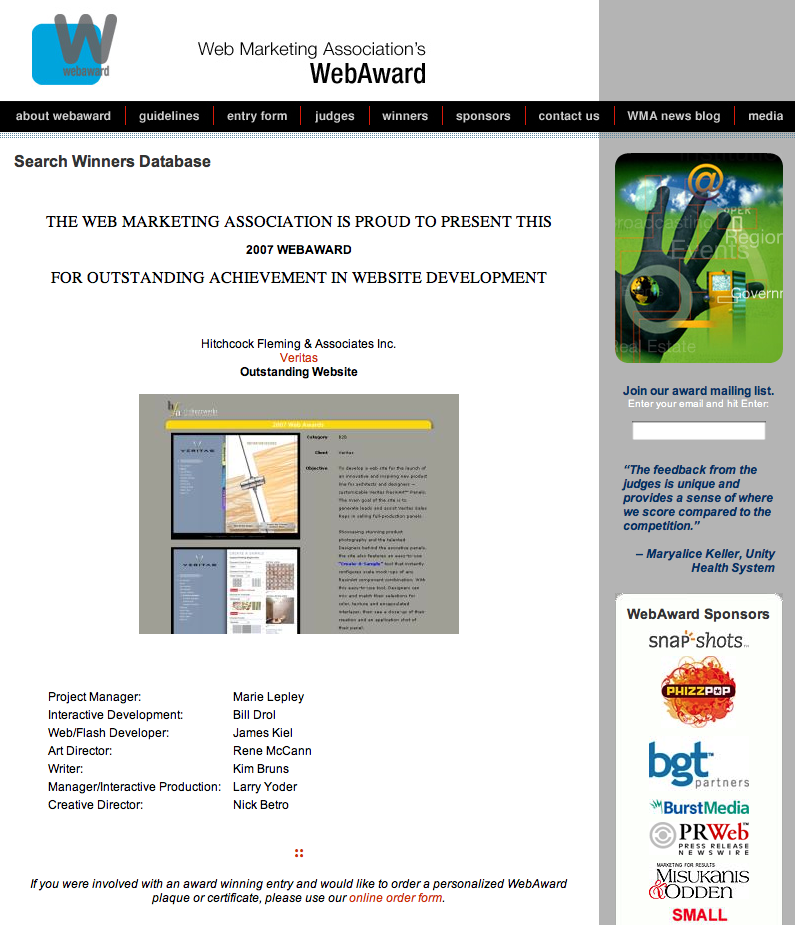 W
webaward
Web Marketing Association's
WebAward
about webaward
guidelines
entry form
judges
winners
sponsors
contact us
WMA news blog
media
Search Winners Database
THE WEB MARKETING ASSOCIATION IS PROUD TO PRESENT THIS
2007 WEBAWARD
FOR OUTSTANDING ACHIEVEMENT IN WEBSITE DEVELOPMENT
Hitchcock Fleming & Associates Inc.
Veritas
Outstanding Website
2007 Web Awards
VERITAS
Category B2B
Client Veritas
Objective To develop a web site for the launch of
an innovative and inspiring new product
line for architects and designers —
customizable Veritas
The main goal of the site is to
generate leads and assist Veritas Sales
Reps in selling full-production panels.
Showcasing stunning product
photography and the talented
Designers behind the evocative panels,
the site also features an easy-to-use
"Create-A-Sample" tool that instantly
configures scale mock-ups of any
component combination. With
this easy-to-use tool, Designers can
mix and match their selections for
color, texture and encapsulated
interlayer, then see a close-up of their
creation and an application shot of
their panel.
VERITAS
CREATE A SAMPLE
Project Manager: Marie Lepley
Interactive Development: Bill Drol
Web/Flash Developer: James Kiel
Art Director: Rene McCann
Writer: Kim Bruns
Manager/Interactive Production: Larry Yoder
Creative Director: Nick Betro
If you were involved with an award winning entry and would like to order a personalized WebAward
plaque or certificate, please use our online order form.
@
Broadcasting
Region
Events
Governm
Real Estate
Join our award mailing list.
Enter your email and hit Enter:
“The feedback from the
judges is unique and
provides a sense of where
we score compared to the
competition.”
– Maryalice Keller, Unity
Health System
WebAward Sponsors
snap shots
PHIZZPOP
bgt™
partners
BurstMedia
PRWeb™
PRESS RELEASE
NEWSWIRE
MARKETING FOR RESULTS
MISUKANIS
& ODDEN
SMALL